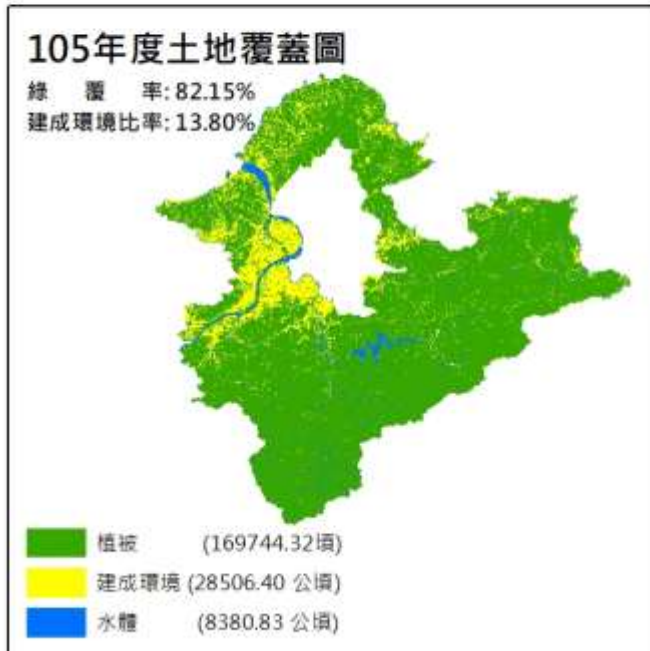 105年度土地覆蓋圖
綠 覆 率:82.15%
建成環境比率:13.80%
植被 (169744.32頃)
建成環境 (28506.40 公頃)
水體 (8380.83 公頃)